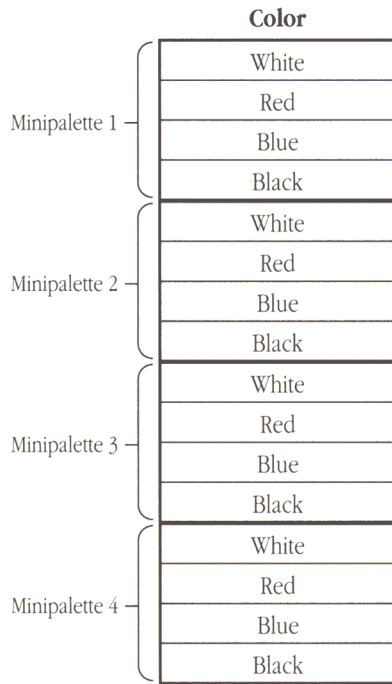 Color
White
Red
Minipalette 1
Blue
Black
White
Red
Minipalette 2
Blue
Black
White
Red
Minipalette 3
Blue
Black
White
Red
Minipalette 4
Blue
Black